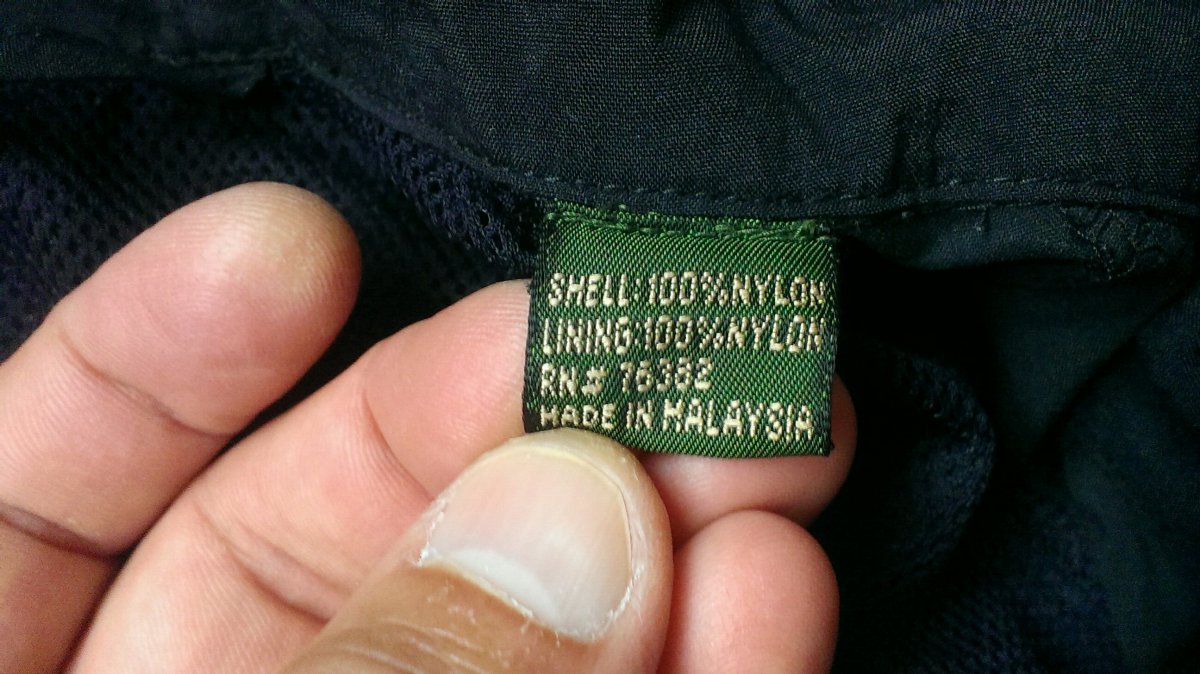 SHELL: 100% NYLON
LINING: 100% NYLON
RN# 76382
MADE IN MALAYSIA